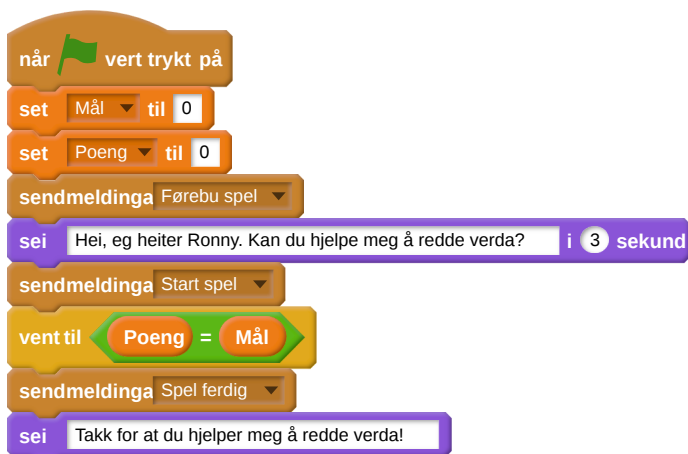 når vert trykt på
set Mål til 0
set Poeng til 0
sendmeldinga Førebu spel
sei Hei, eg heiter Ronny. Kan du hjelpe meg å redde verda? i 3 sekund
sendmeldinga Start spel
vent til Poeng = Mål
sendmeldinga Spel ferdig
sei Takk for at du hjelper meg å redde verda!